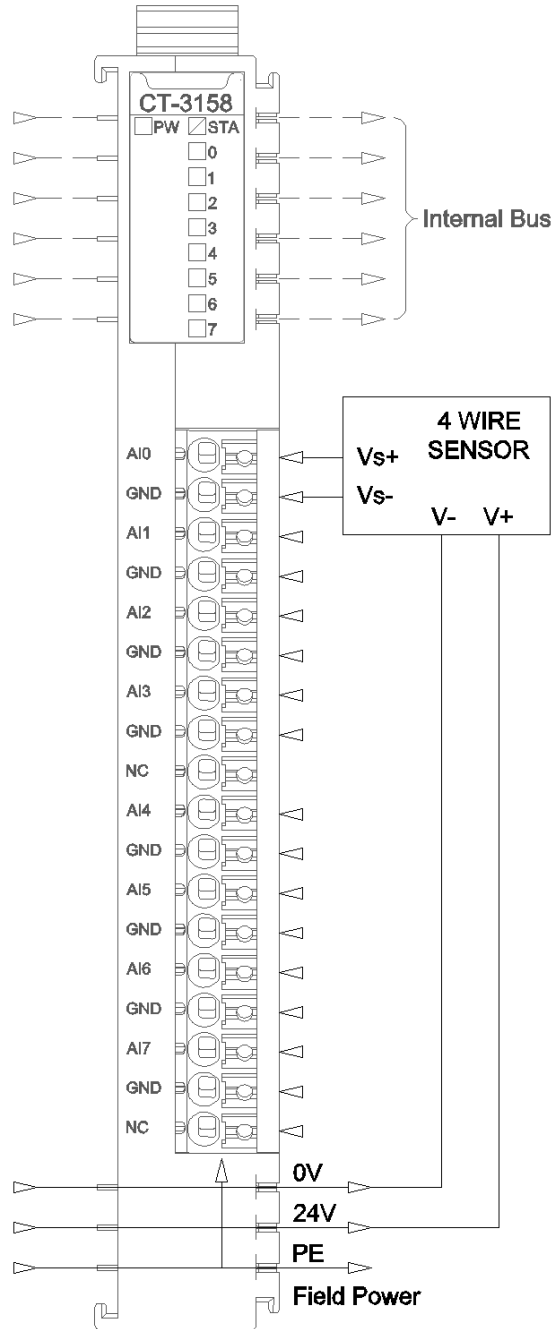 CT-3158
PW STA
0
1
2
3
4
5
6
7
Internal Bus
4 WIRE
SENSOR
Vs+
Vs-
V- V+
AI0
GND
AI1
GND
AI2
GND
AI3
GND
NC
AI4
GND
AI5
GND
AI6
GND
AI7
GND
NC
0V
24V
PE
Field Power